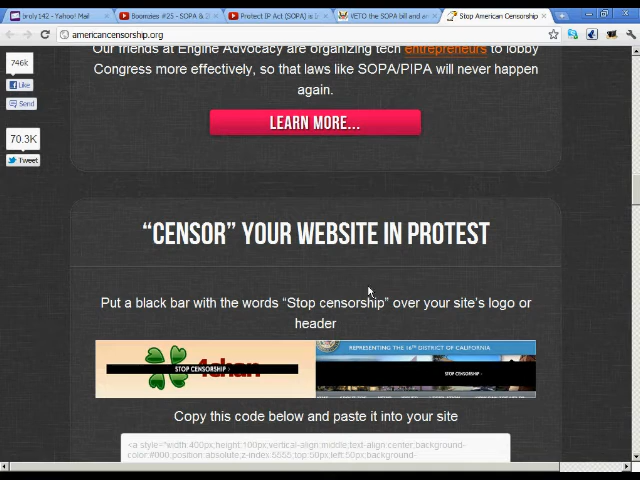 broly142 - Yahoo! Mail
Boomzies #25 - SOPA & 2
Protect IP Act (SOPA) is b
VETO the SOPA bill and an
Stop American Censorship
americancensorship.org
746k
Like
Send
70.3K
Tweet
Our friends at Engine Advocacy are organizing tech entrepreneurs to lobby
Congress more effectively, so that laws like SOPA/PIPA will never happen
again.
LEARN MORE...
“CENSOR” YOUR WEBSITE IN PROTEST
Put a black bar with the words “Stop censorship” over your site's logo or
header
4chan
STOP CENSORSHIP
REPRESENTING THE 16TH DISTRICT OF CALIFORNIA
STOP CENSORSHIP
Copy this code below and paste it into your site
<a style="width:400px;height:100px;vertical-align:middle;text-align:center;background-
color:#000;position:absolute;z-index:5555;top:50px;left:50px;background-